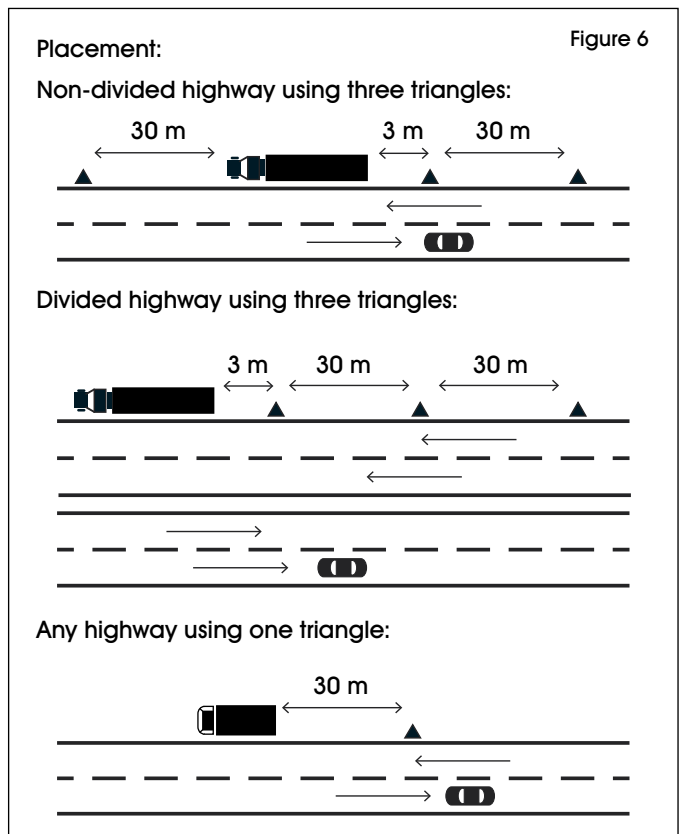 Figure 6
Placement:
Non-divided highway using three triangles:
30 m 3 m 30 m
Divided highway using three triangles:
3 m 30 m 30 m
Any highway using one triangle:
30 m